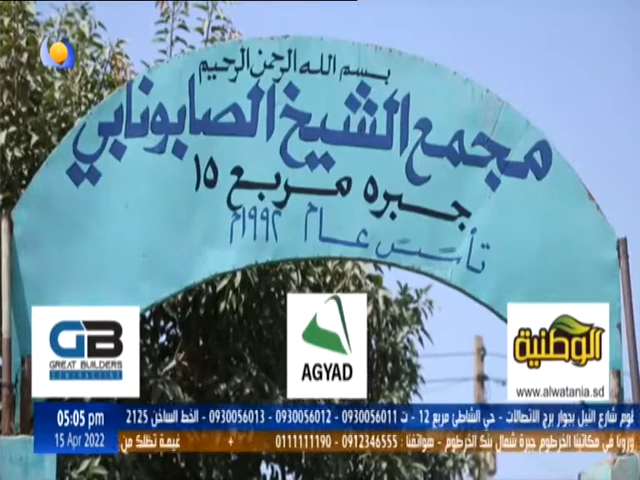 بسم الله الرحمن الرحيم
مجمع الشيخ الصابونابي
جبره مربع ١٥
تأسس عام ١٩٩٢م
GB
GREAT BUILDERS
CONTRACTING
AGYAD
الوطنية
www.alwatania.sd
05:05 pm
لوم شارع النيل بجوار برج الاتصالات - حي الشاطئ مربع 12 - ت 0930056011 - 0930056012 - 0930056013 - الخط الساخن 2125
15 Apr 2022
وزونا في مكاتبنا الخرطوم جبرة شمال بنك الخرطوم - هواتفنا : 0912346555 - 0111111190 + غيمة تظلك من